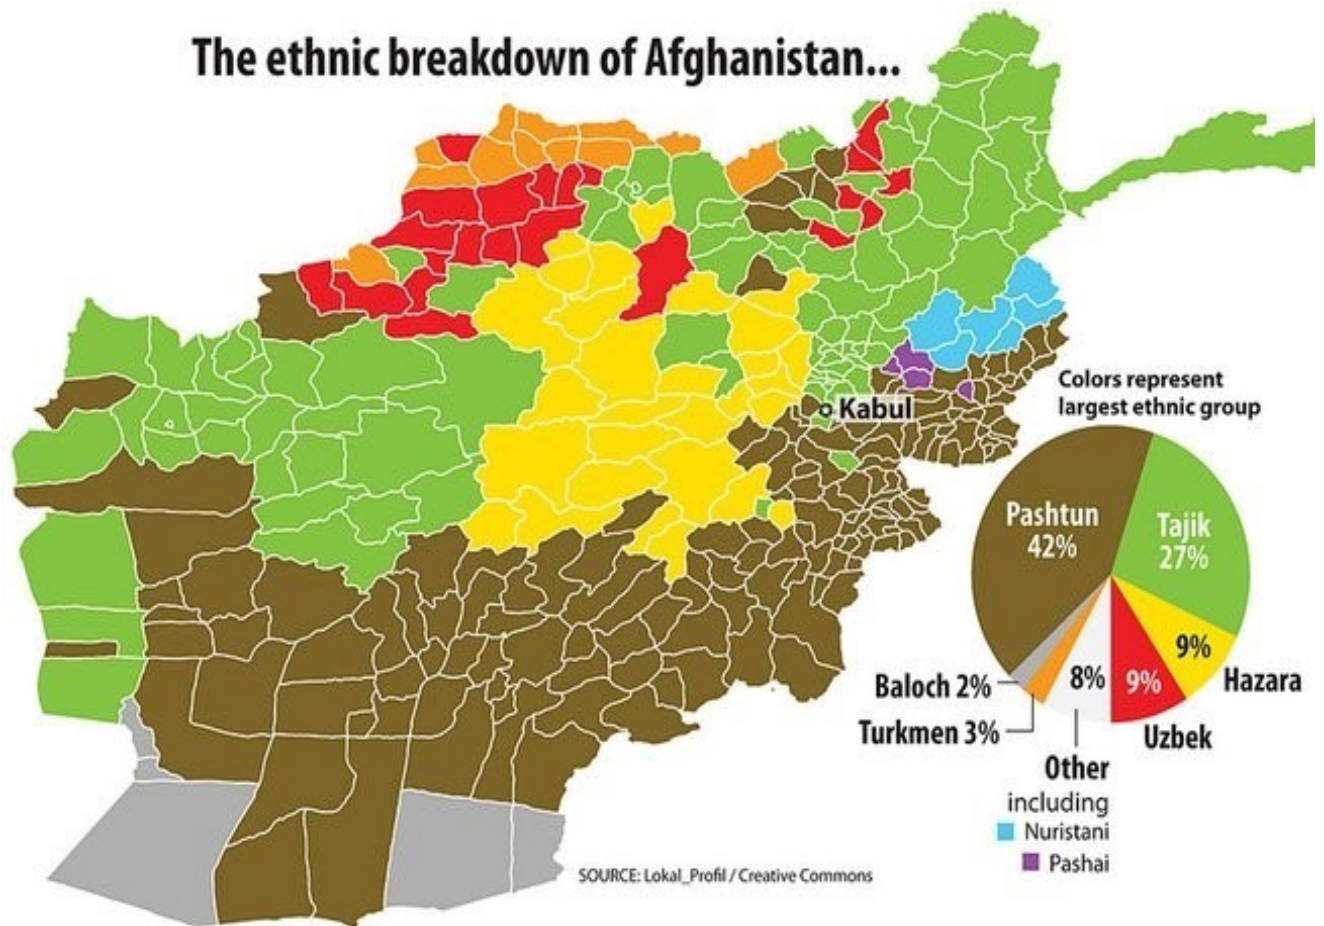 The ethnic breakdown of Afghanistan...
Kabul
Colors represent
largest ethnic group
Pashtun
42%
Tajik
27%
9%
Hazara
9%
Uzbek
8%
Other
including
Nuristani
Pashai
Baloch 2%
Turkmen 3%
SOURCE: Lokal_Profil / Creative Commons